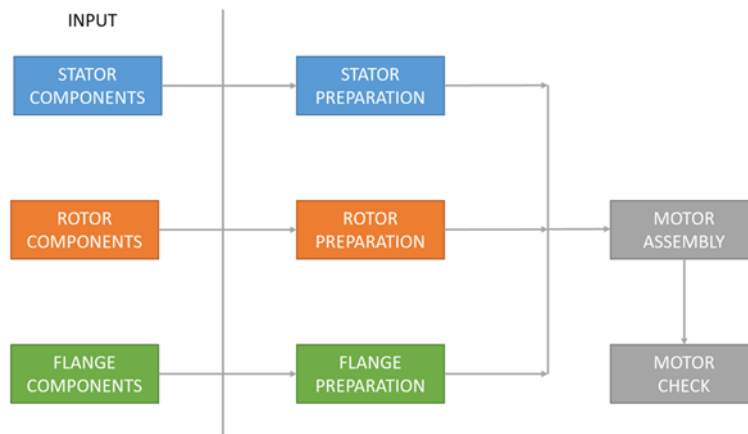 INPUT
STATOR
COMPONENTS
STATOR
PREPARATION
ROTOR
COMPONENTS
ROTOR
PREPARATION
MOTOR
ASSEMBLY
FLANGE
COMPONENTS
FLANGE
PREPARATION
MOTOR
CHECK